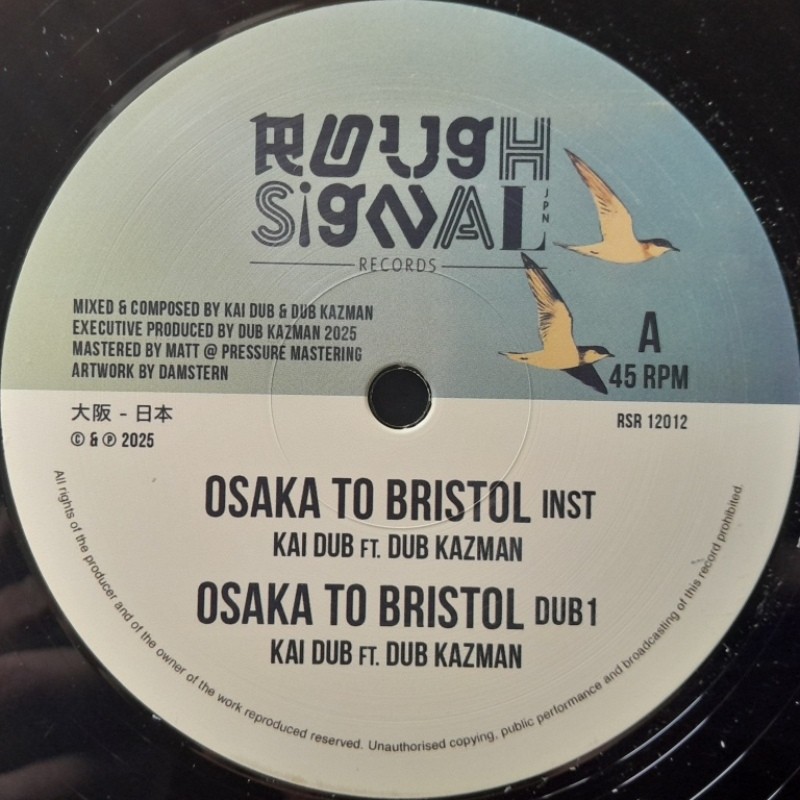 ROUGH
SIGNAL
JPN
RECORDS
MIXED & COMPOSED BY KAI DUB & DUB KAZMAN
EXECUTIVE PRODUCED BY DUB KAZMAN 2025
MASTERED BY MATT @ PRESSURE MASTERING
ARTWORK BY DAMSTERN
A
45 RPM
大阪 - 日本
© & ℗ 2025
RSR 12012
OSAKA TO BRISTOL INST
KAI DUB FT. DUB KAZMAN
OSAKA TO BRISTOL DUB1
KAI DUB FT. DUB KAZMAN
All rights of the producer and of the owner of the work reproduced reserved. Unauthorised copying, public performance and broadcasting of this record prohibited.